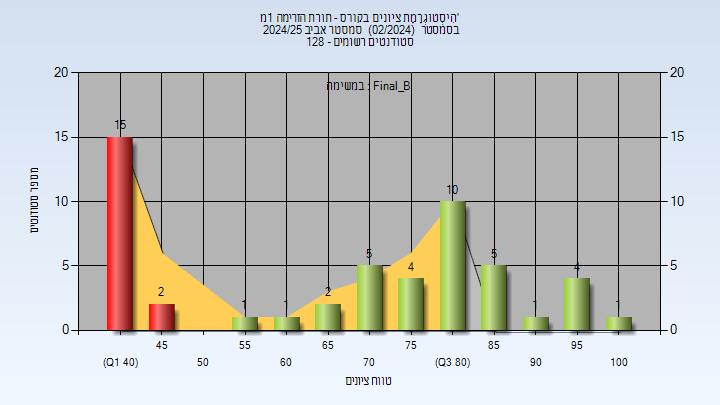 הִיסְטוֹגְרַמַת ציונים בקורס - תורת הזרימה 1מ'
בסמסטר (02/2024) סמסטר אביב 2024/25
סטודנטים רשומים - 128
במשימה : Final_B
מספר סטודנטים
20 20
15 15
10 10
5 5
0 0
15 2 1 1 2 5 4 10 5 1 4 1
45 55 65 75 85 95
(Q1 40) 50 60 70 (Q3 80) 90 100
טווח ציונים